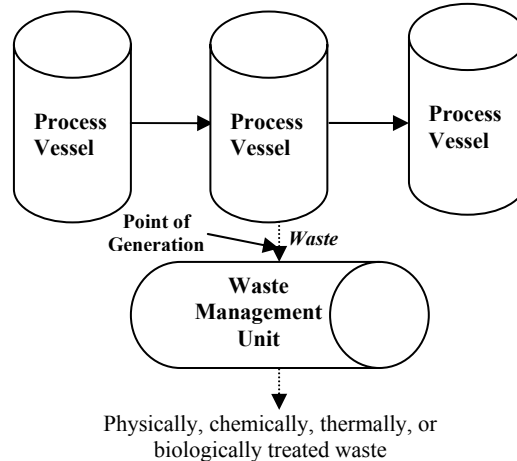 Process
Vessel
Process
Vessel
Process
Vessel
Point of
Generation
Waste
Waste
Management
Unit
Physically, chemically, thermally, or
biologically treated waste